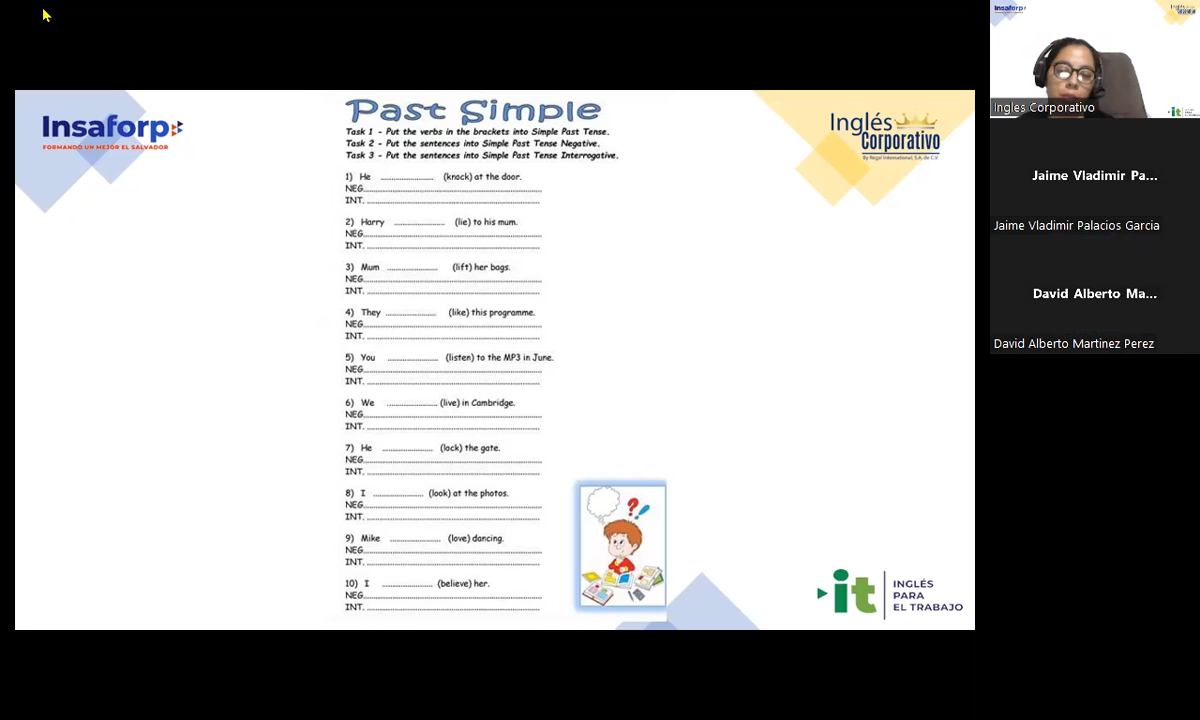 Insaforp
FORMANDO UN MEJOR EL SALVADOR
Past Simple
Task 1 - Put the verbs in the brackets into Simple Past Tense.
Task 2 - Put the sentences into Simple Past Tense Negative.
Task 3 - Put the sentences into Simple Past Tense Interrogative.
1) He ..................... (knock) at the door.
NEG......................................................................
INT. .....................................................................
2) Harry .................... (lie) to his mum.
NEG......................................................................
INT. .....................................................................
3) Mum .................... (lift) her bags.
NEG......................................................................
INT. .....................................................................
4) They .................... (like) this programme.
NEG......................................................................
INT. .....................................................................
5) You .................... (listen) to the MP3 in June.
NEG......................................................................
INT. .....................................................................
6) We .................... (live) in Cambridge.
NEG......................................................................
INT. .....................................................................
7) He .................... (lock) the gate.
NEG......................................................................
INT. .....................................................................
8) I .................... (look) at the photos.
NEG......................................................................
INT. .....................................................................
9) Mike .................... (love) dancing.
NEG......................................................................
INT. .....................................................................
10) I .................... (believe) her.
NEG......................................................................
INT. .....................................................................
Inglés
Corporativo
By Regal International, S.A. de C.V.
it
INGLÉS
PARA
EL TRABAJO
Insaforp
Inglés
Corporativo
it
Ingles Corporativo
Jaime Vladimir Pa...
Jaime Vladimir Palacios Garcia
David Alberto Ma...
David Alberto Martinez Perez